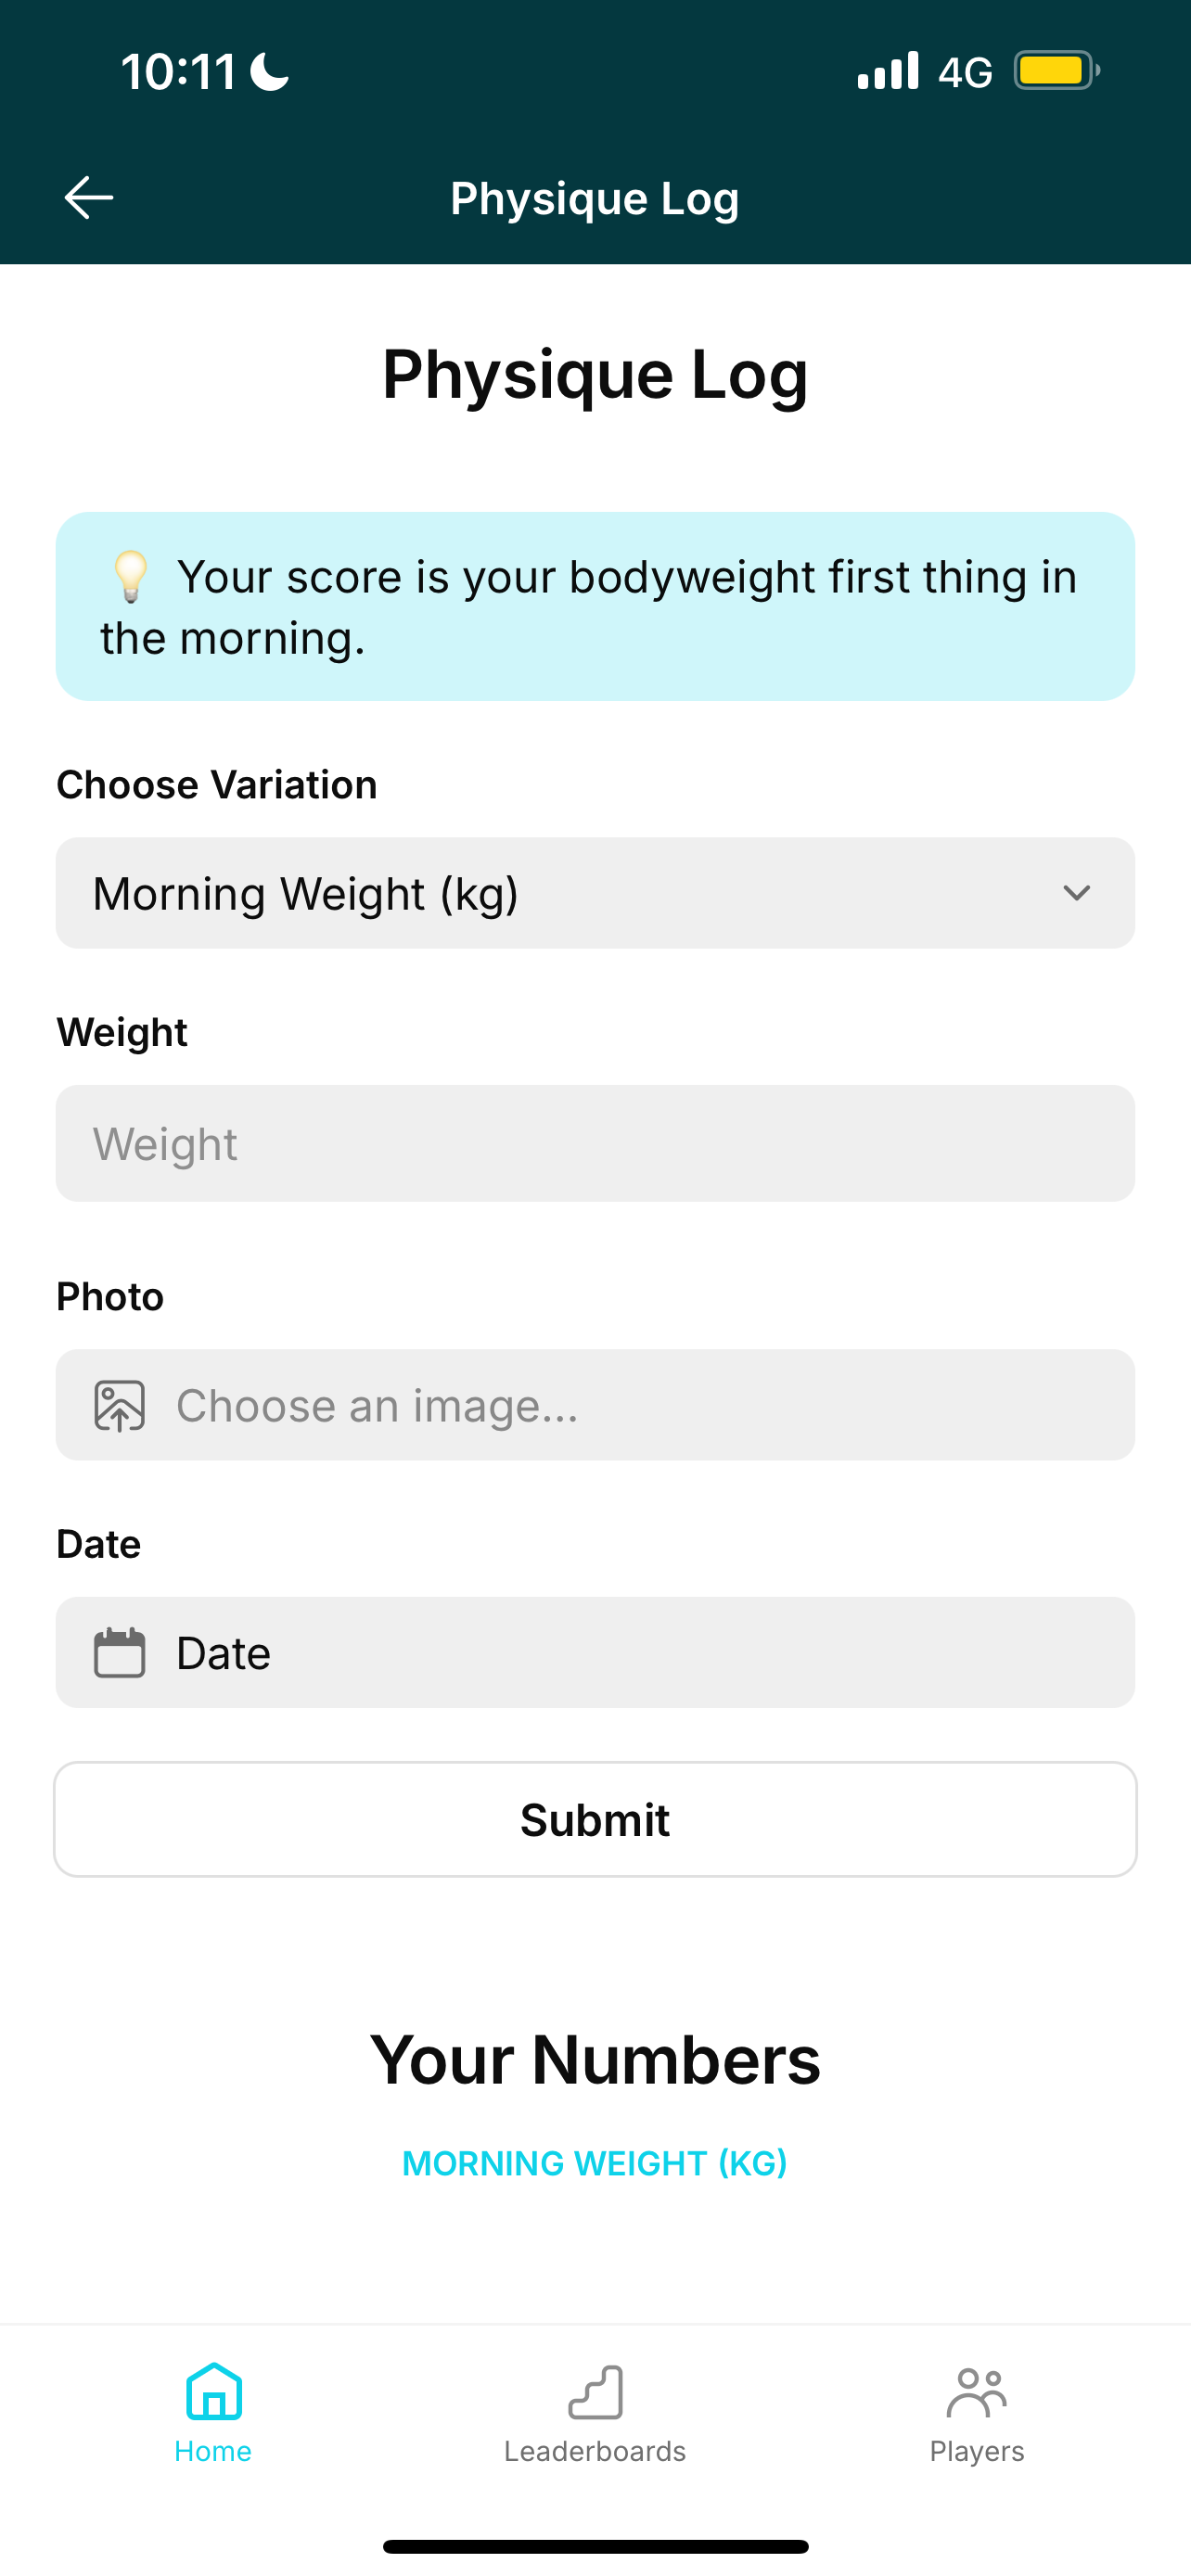 10:11
4G
Physique Log
Physique Log
💡 Your score is your bodyweight first thing in
the morning.
Choose Variation
Morning Weight (kg)
Weight
Weight
Photo
Choose an image...
Date
Date
Submit
Your Numbers
MORNING WEIGHT (KG)
Home
Leaderboards
Players